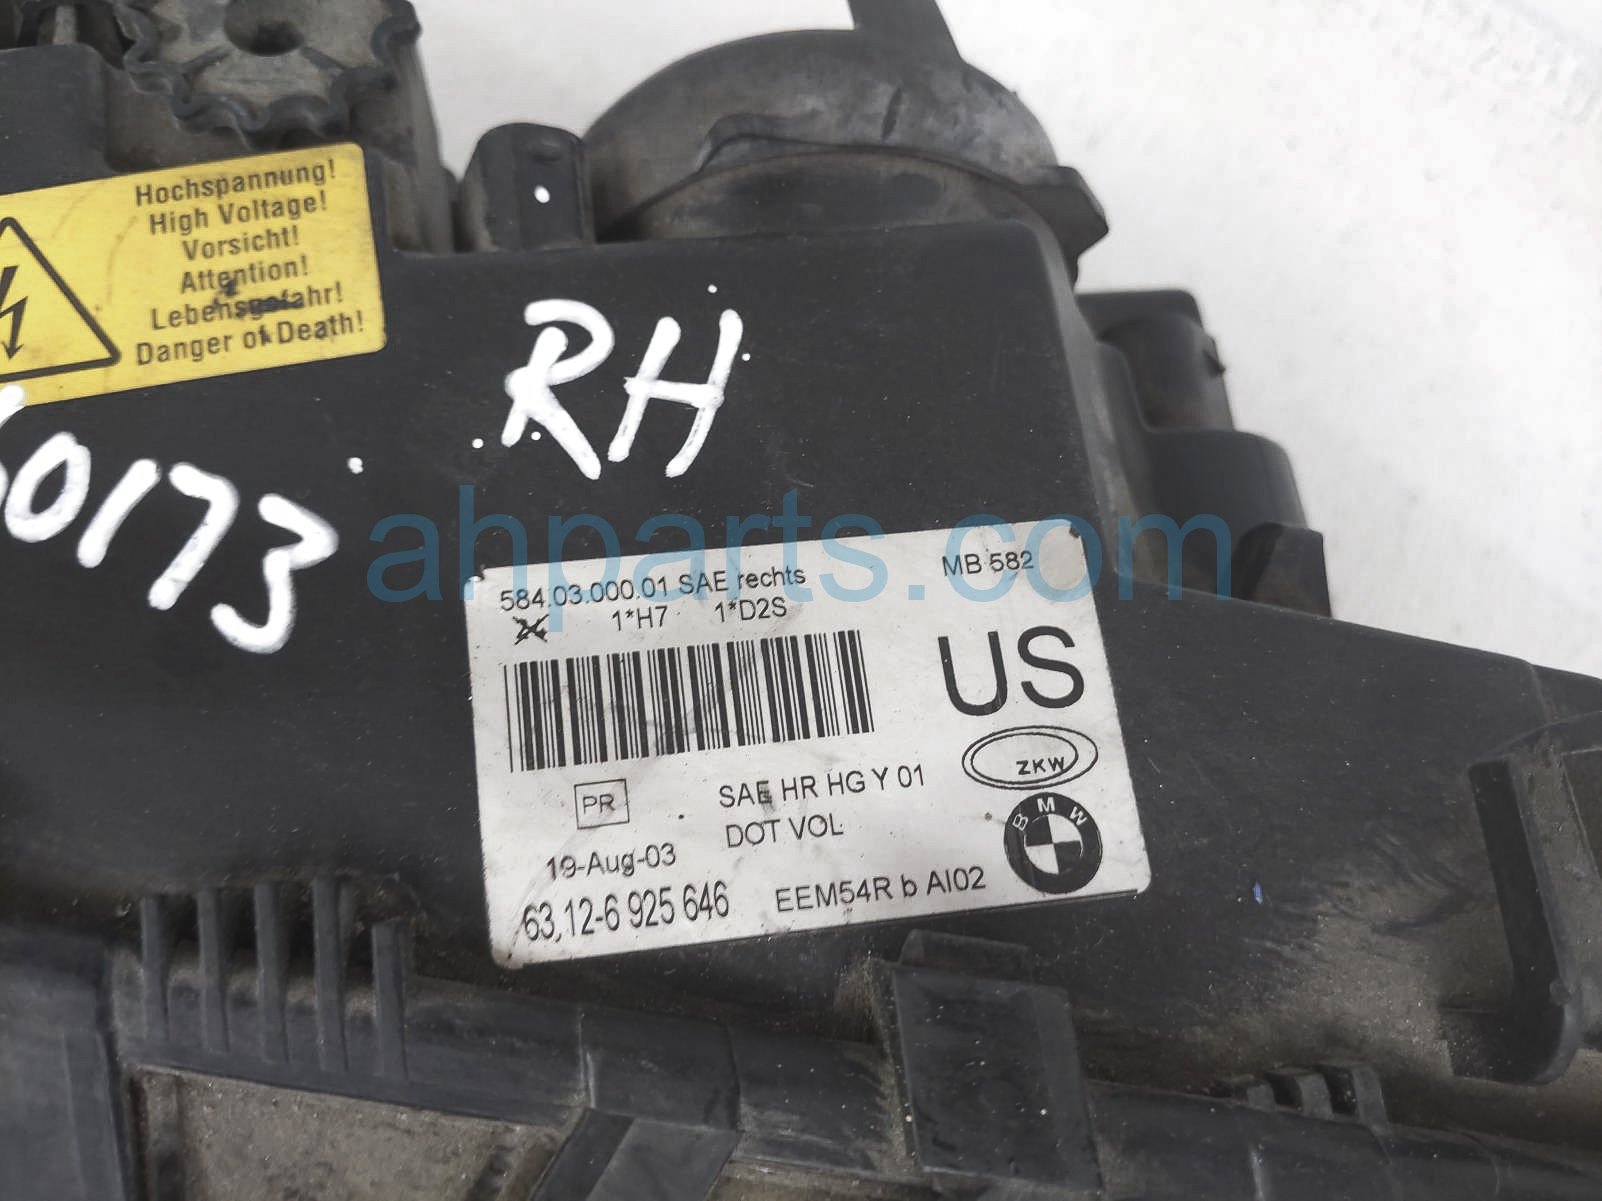 Hochspannung!
High Voltage!
Vorsicht!
Attention!
Lebensgefahr!
Danger of Death!
RH
0173
ahparts.com
584.03.000.01 SAE rechts
MB 582
1*H7 1*D2S
US
ZKW
PR
SAE HR HG Y 01
DOT VOL
BMW
19-Aug-03
63,12-6 925 646
EEM54R b AI02